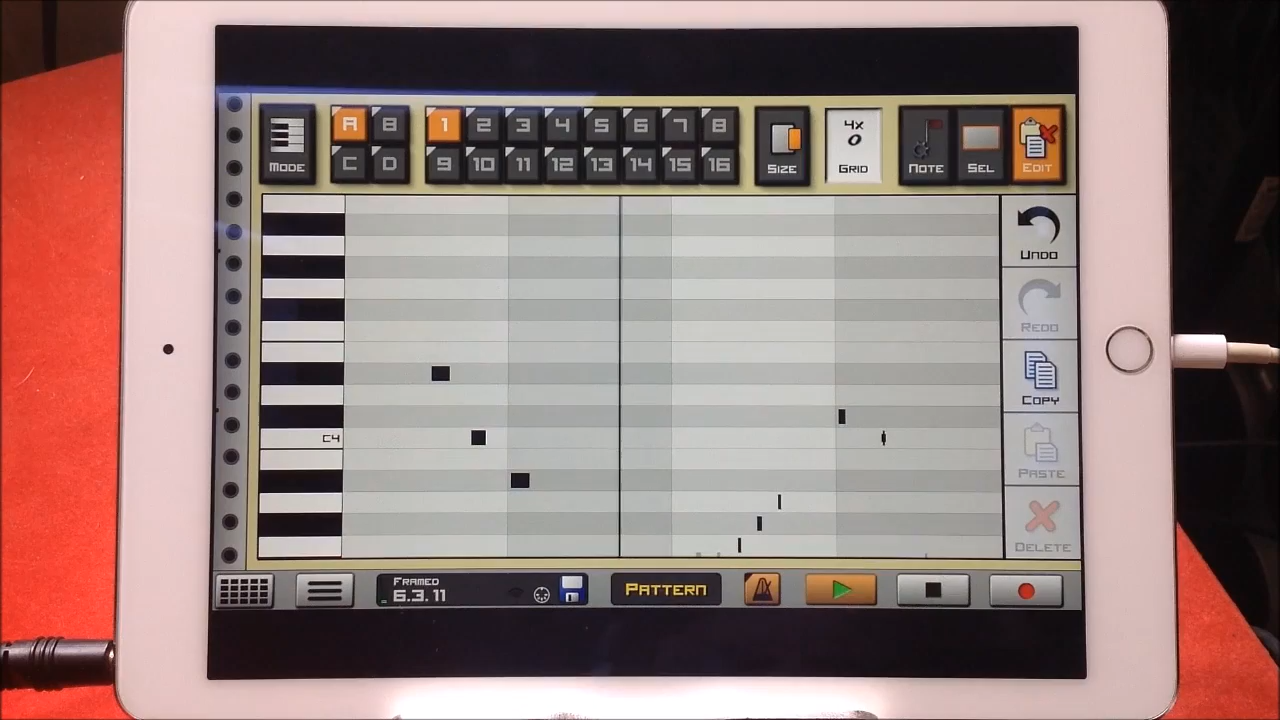 MODE
A B
C D
1 2 3 4 5 6 7 8
9 10 11 12 13 14 15 16
SIZE
4x
0
GRID
NOTE
SEL
EDIT
UNDO
REDO
COPY
PASTE
DELETE
C4
FRAMED
6.3.11
PATTERN